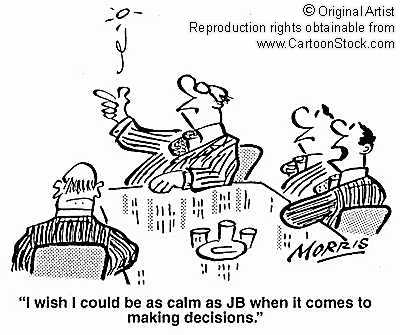 © Original Artist
Reproduction rights obtainable from
www.CartoonStock.com
MORRIS
"I wish I could be as calm as JB when it comes to
making decisions."